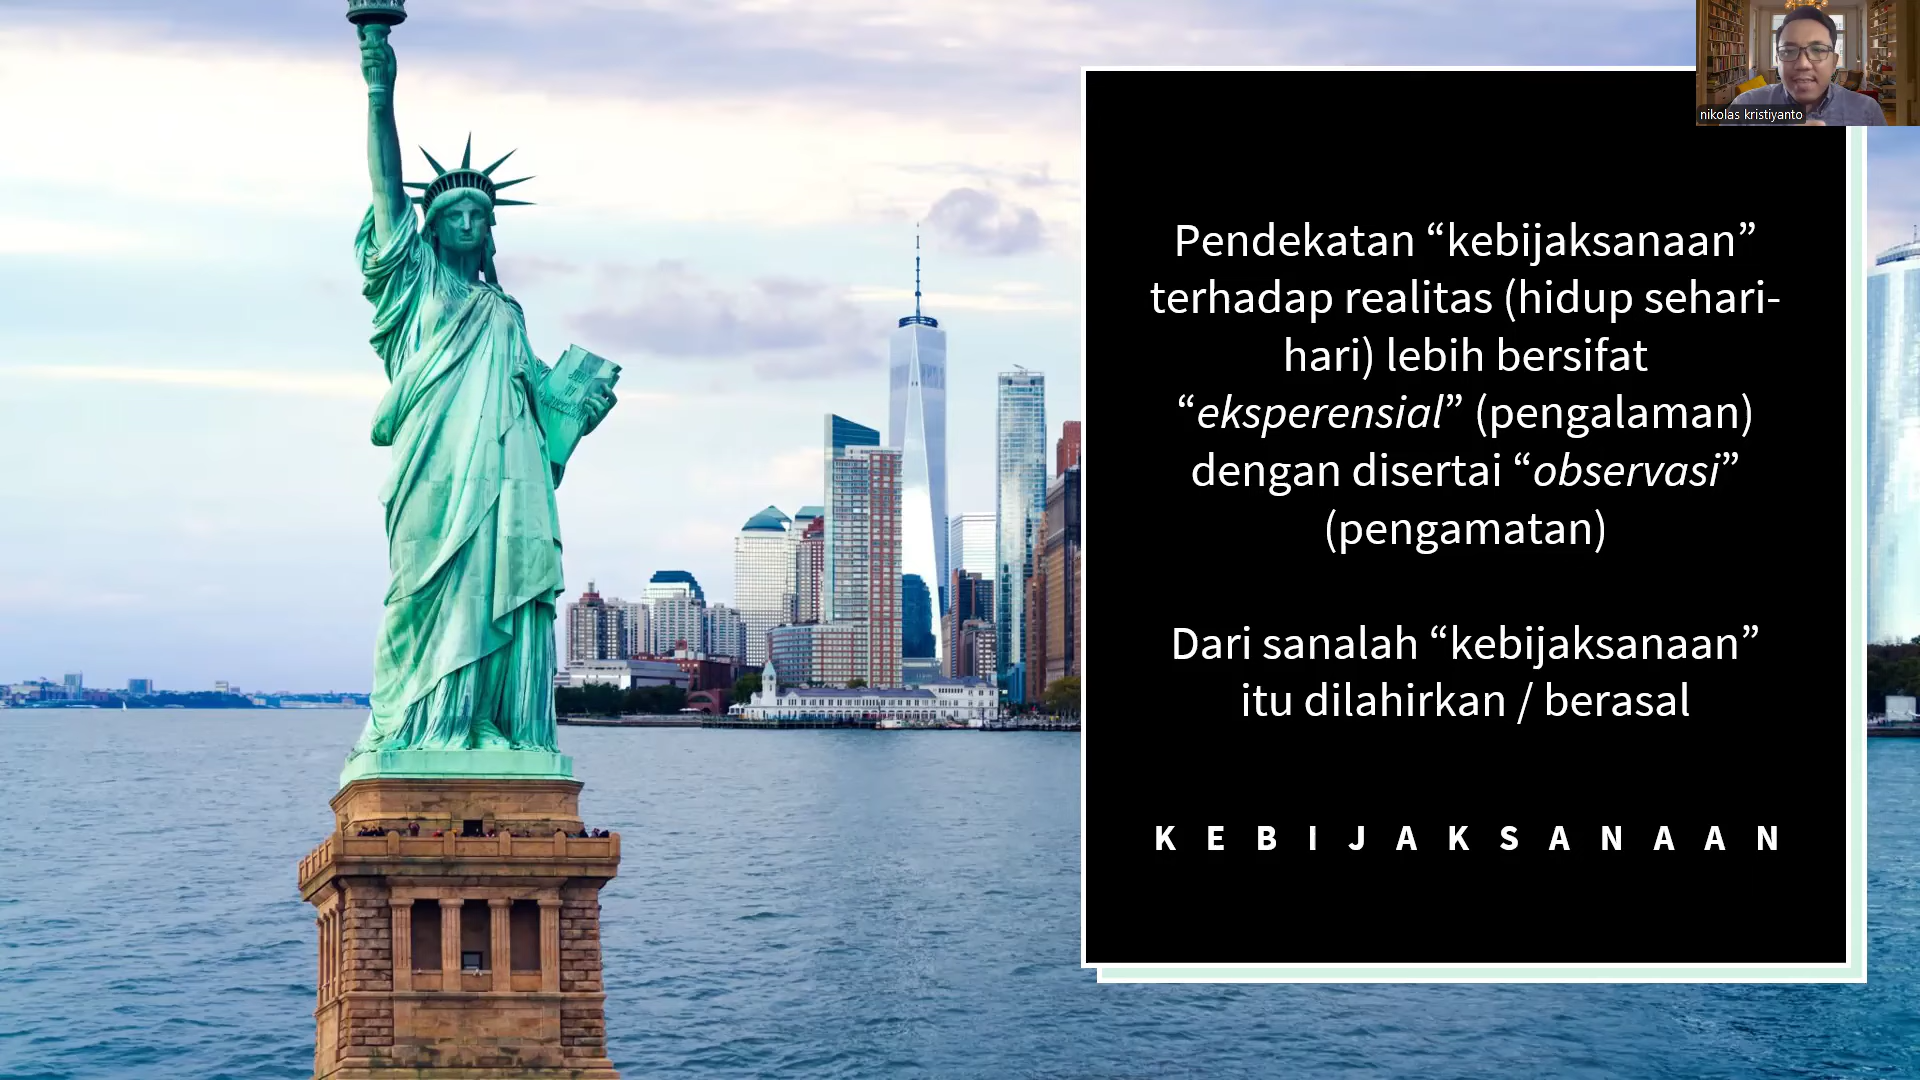 nikolas kristiyanto
Pendekatan “kebijaksanaan”
terhadap realitas (hidup sehari-
hari) lebih bersifat
“eksperensial” (pengalaman)
dengan disertai “observasi”
(pengamatan)
Dari sanalah “kebijaksanaan”
itu dilahirkan / berasal
K E B I J A K S A N A A N